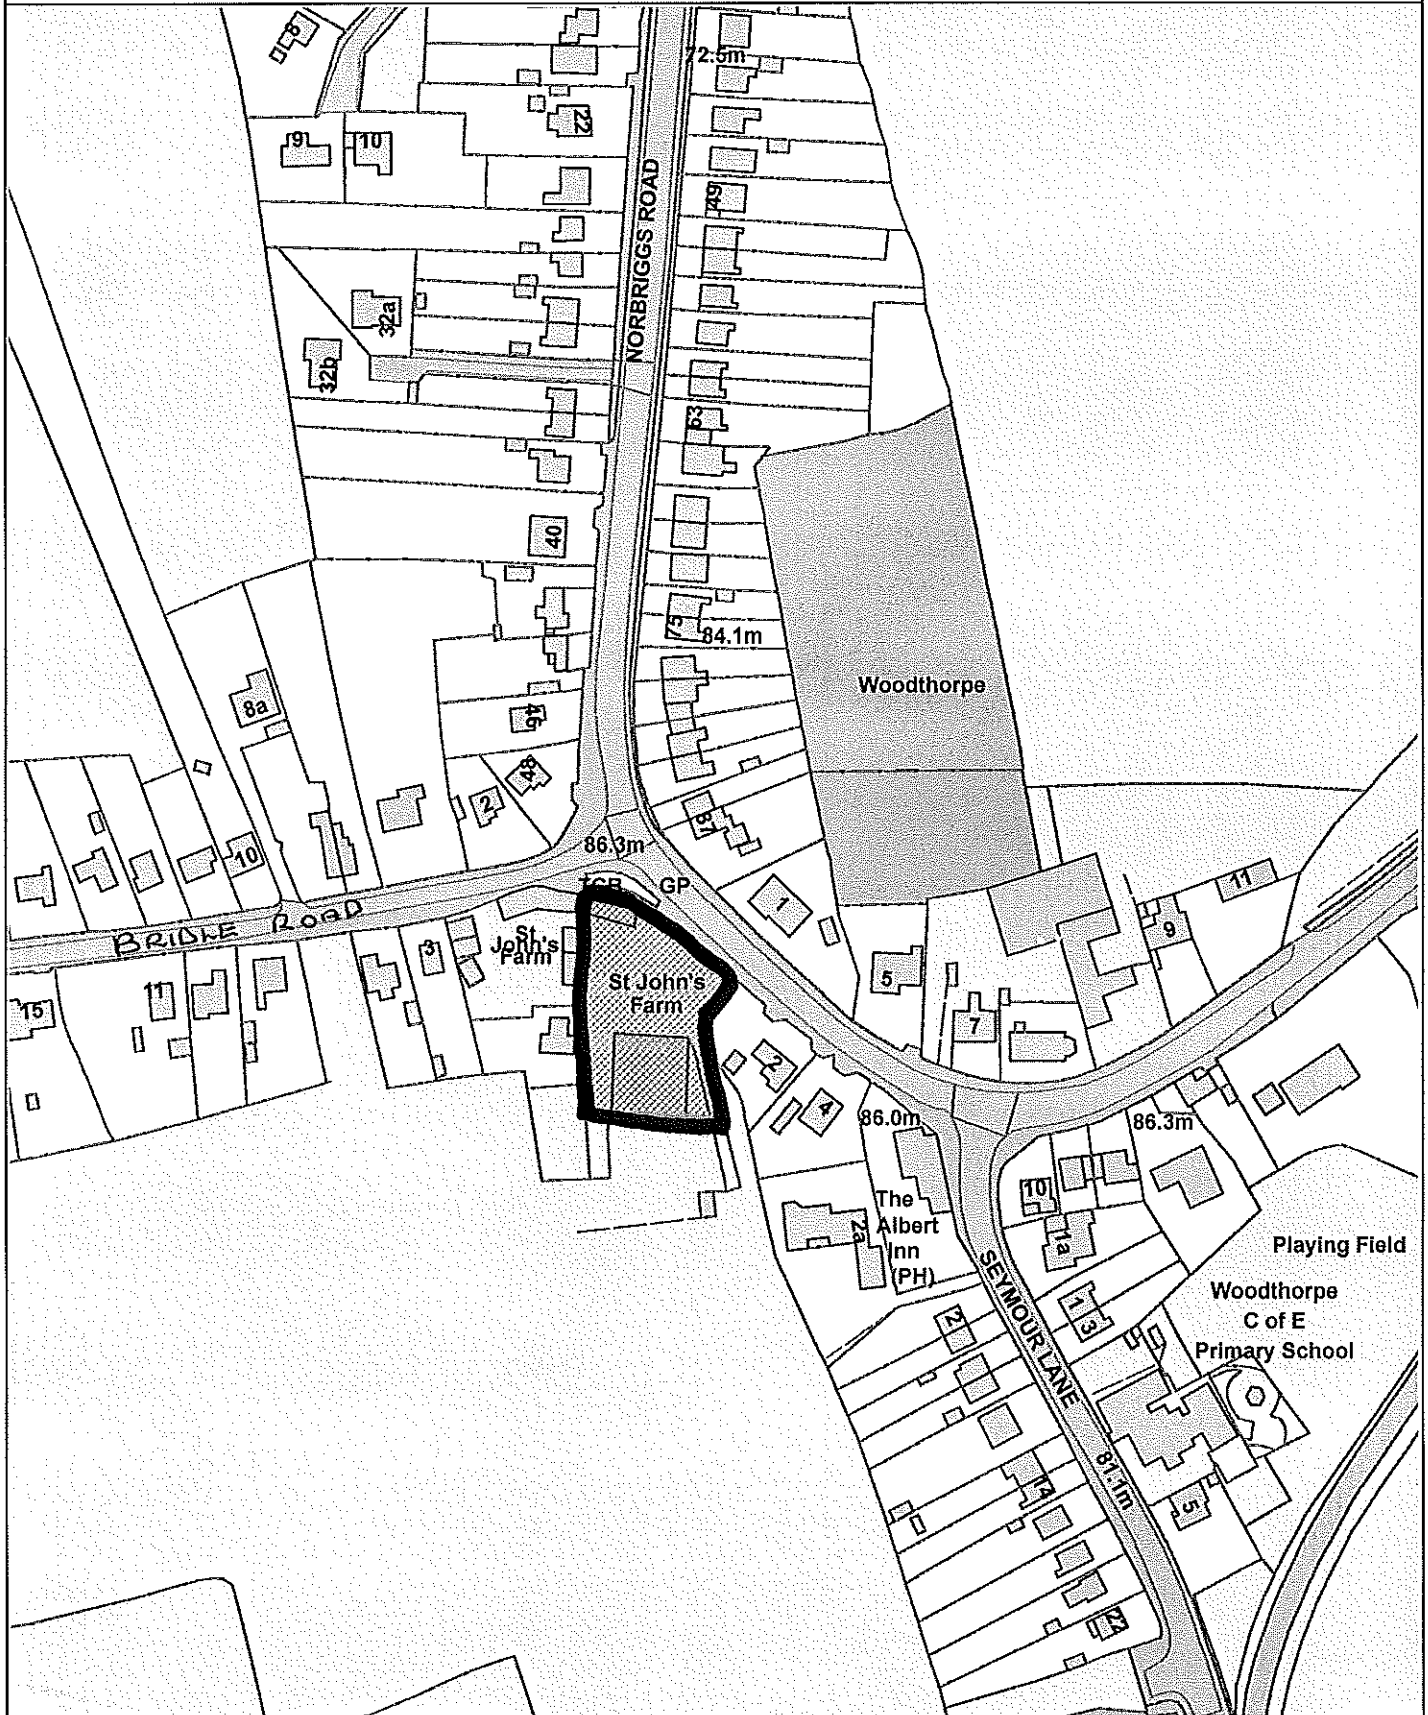 8
72.5m
22
9
10
49
NORBRIGGS ROAD
32a
32b
63
40
75
84.1m
Woodthorpe
8a
46
48
2
87
86.3m
10
TCB
GP
1
11
BRIDLE ROAD
9
St
John's
Farm
3
5
St John's
Farm
11
15
7
2
4
86.0m
86.3m
10
The
Albert
Inn
(PH)
2a
1a
Playing Field
SEYMOUR LANE
Woodthorpe
C of E
Primary School
1
3
2
14
81.1m
5
22